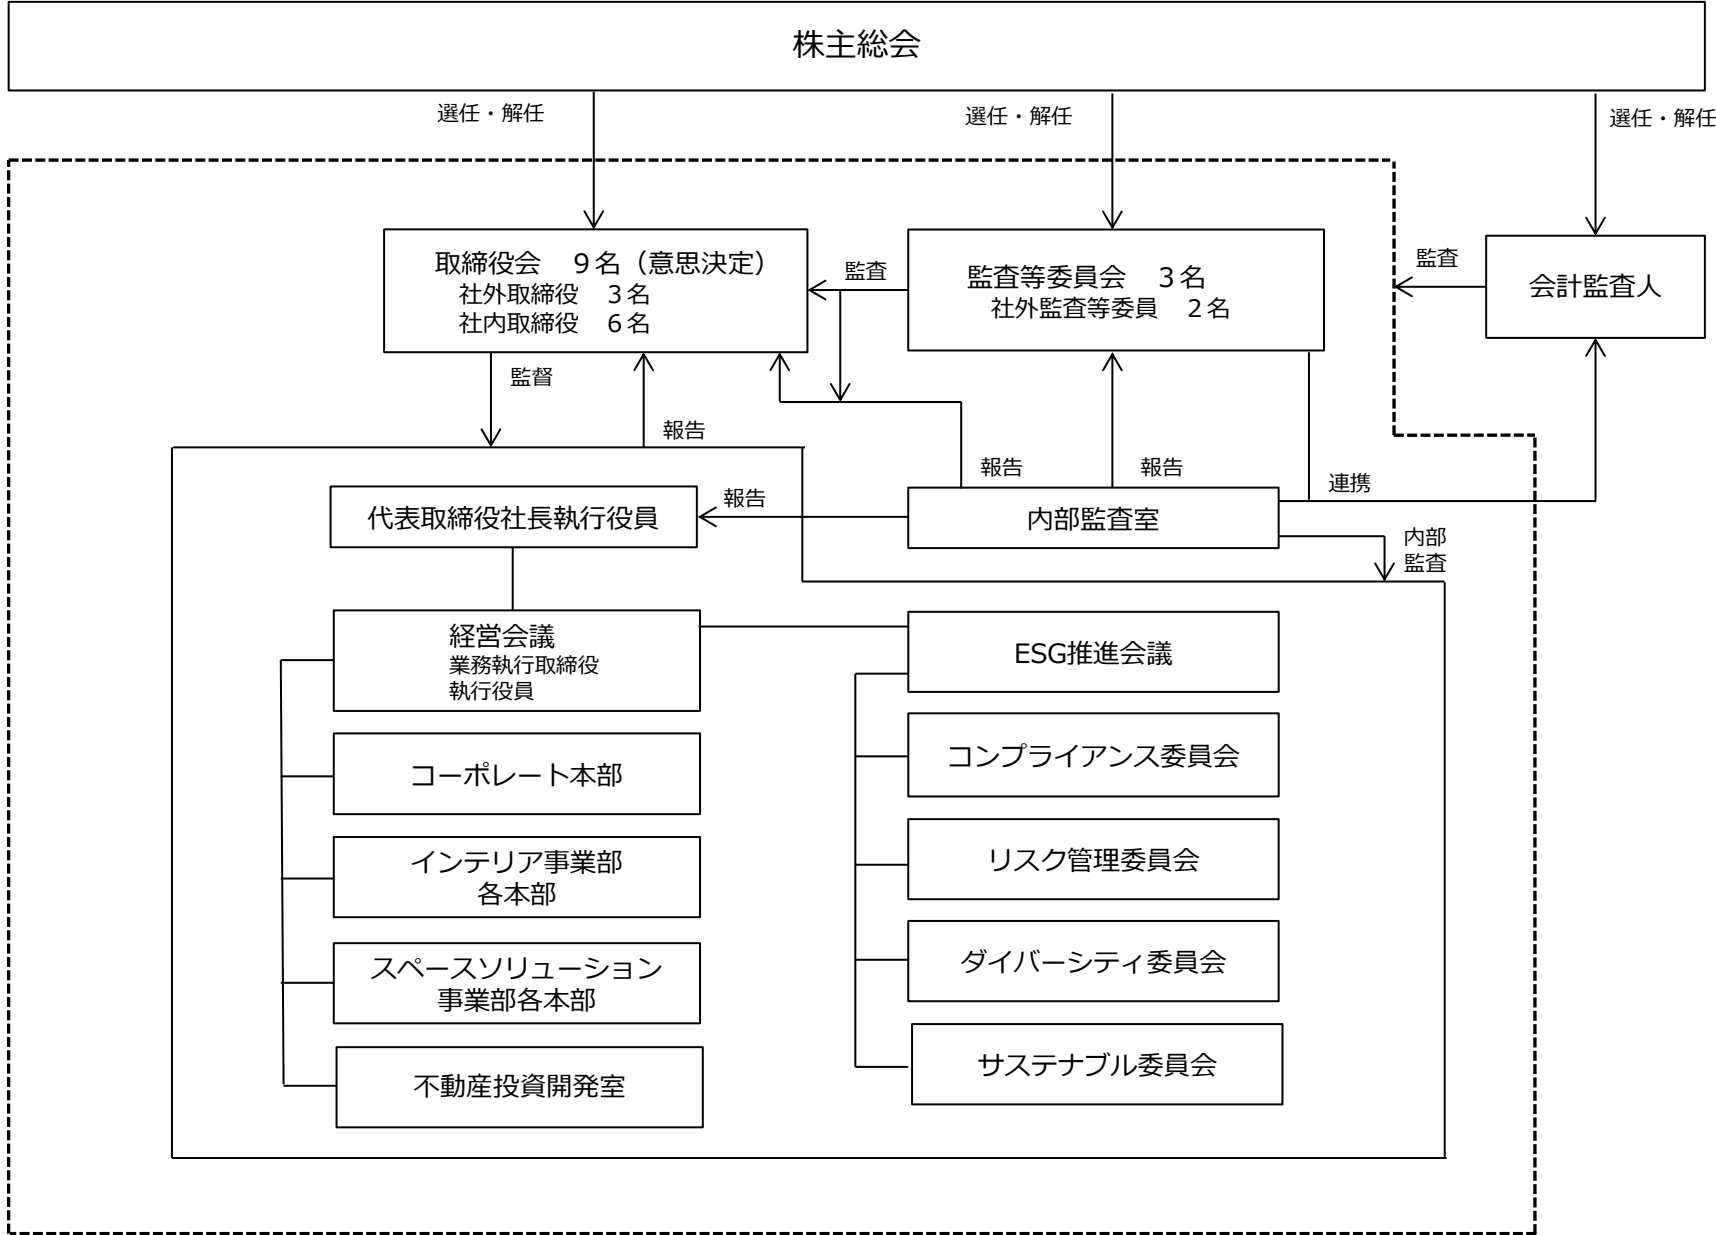 株主総会
選任・解任
選任・解任
選任・解任
取締役会　９名（意思決定）
社外取締役　３名
社内取締役　６名
監査
監査等委員会　３名
社外監査等委員　２名
監査
会計監査人
監督
報告
報告
報告
連携
代表取締役社長執行役員
報告
内部監査室
内部
監査
経営会議
業務執行取締役
執行役員
ESG推進会議
コーポレート本部
コンプライアンス委員会
インテリア事業部
各本部
リスク管理委員会
スペースソリューション
事業部各本部
ダイバーシティ委員会
不動産投資開発室
サステナブル委員会